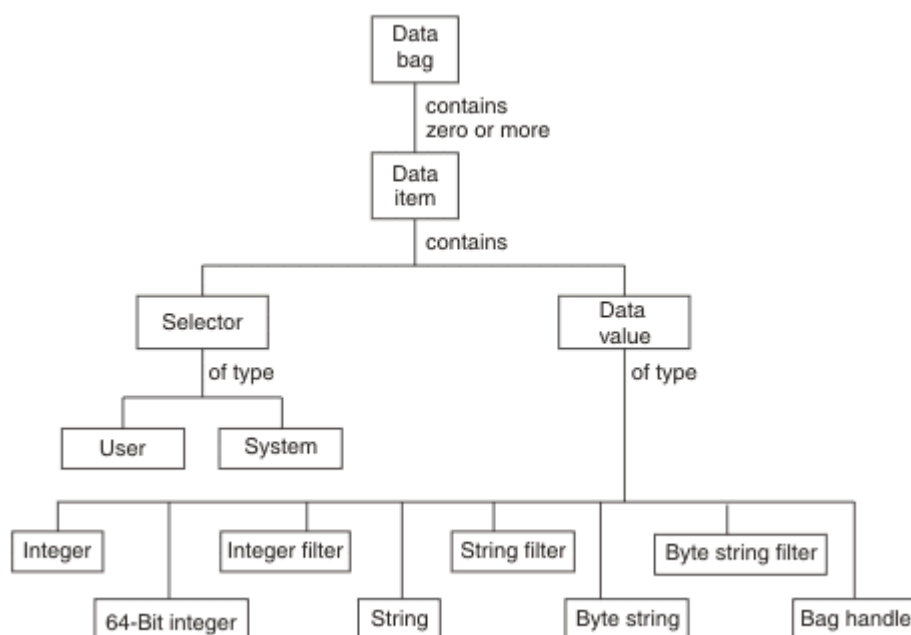 Data
bag
contains
zero or more
Data
item
contains
Selector
Data
value
of type
of type
User
System
Integer
Integer filter
String filter
Byte string filter
64-Bit integer
String
Byte string
Bag handle